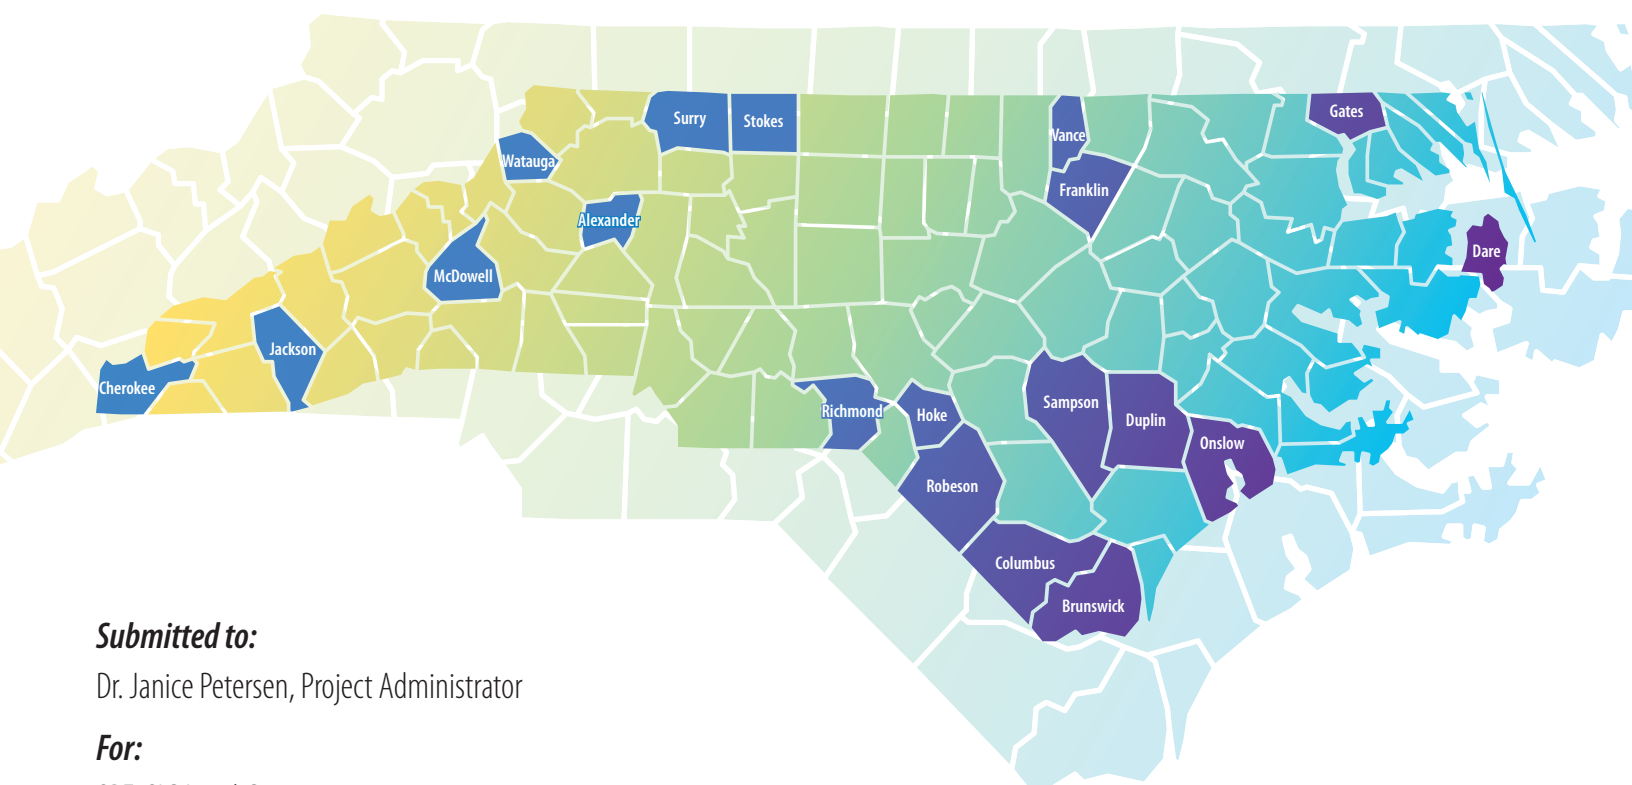 Surry
Stokes
Gates
Vance
Watauga
Franklin
Alexander
Dare
McDowell
Jackson
Cherokee
Richmond
Hoke
Sampson
Duplin
Onslow
Robeson
Columbus
Brunswick
Submitted to:
Dr. Janice Petersen, Project Administrator
For: